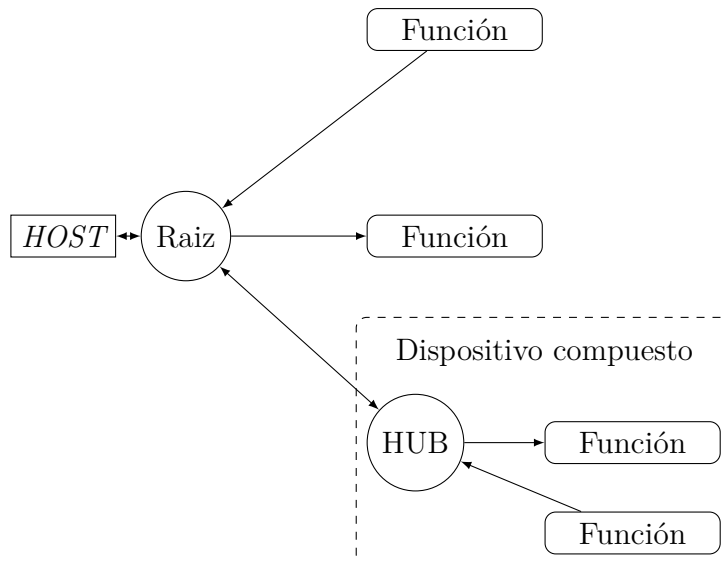 Función
HOST
Raiz
Función
Dispositivo compuesto
HUB
Función
Función